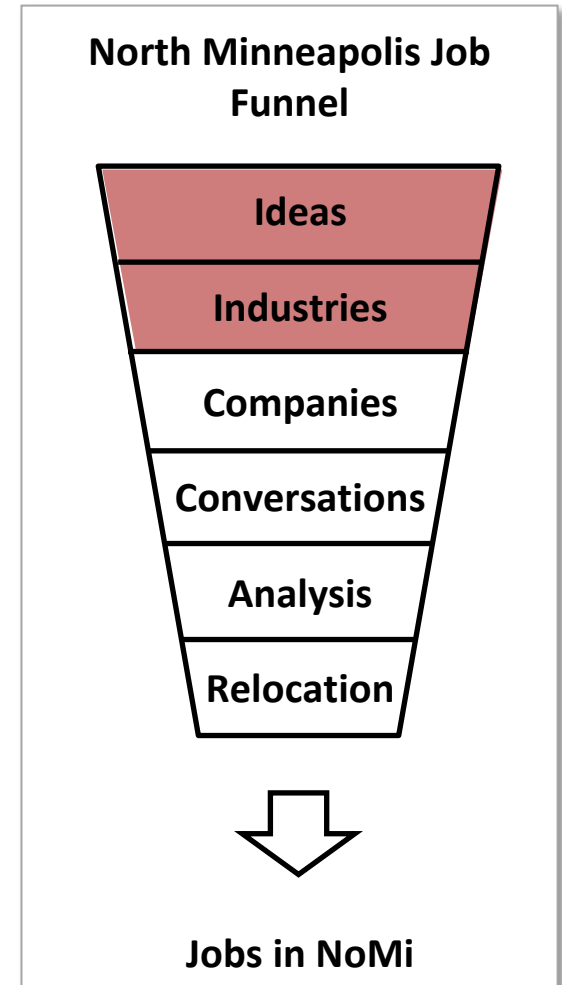 North Minneapolis Job
Funnel
Ideas
Industries
Companies
Conversations
Analysis
Relocation
Jobs in NoMi